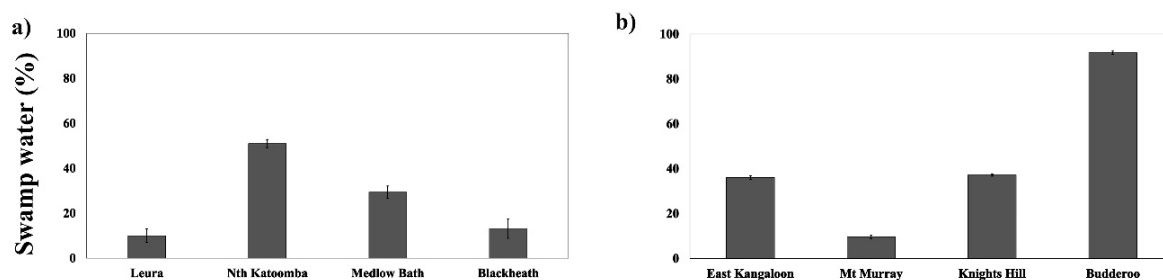 a)
Swamp water (%)
100
80
60
40
20
0
Leura Nth Katoomba Medlow Bath Blackheath
b)
100
80
60
40
20
0
East Kangaloon Mt Murray Knights Hill Budderoo